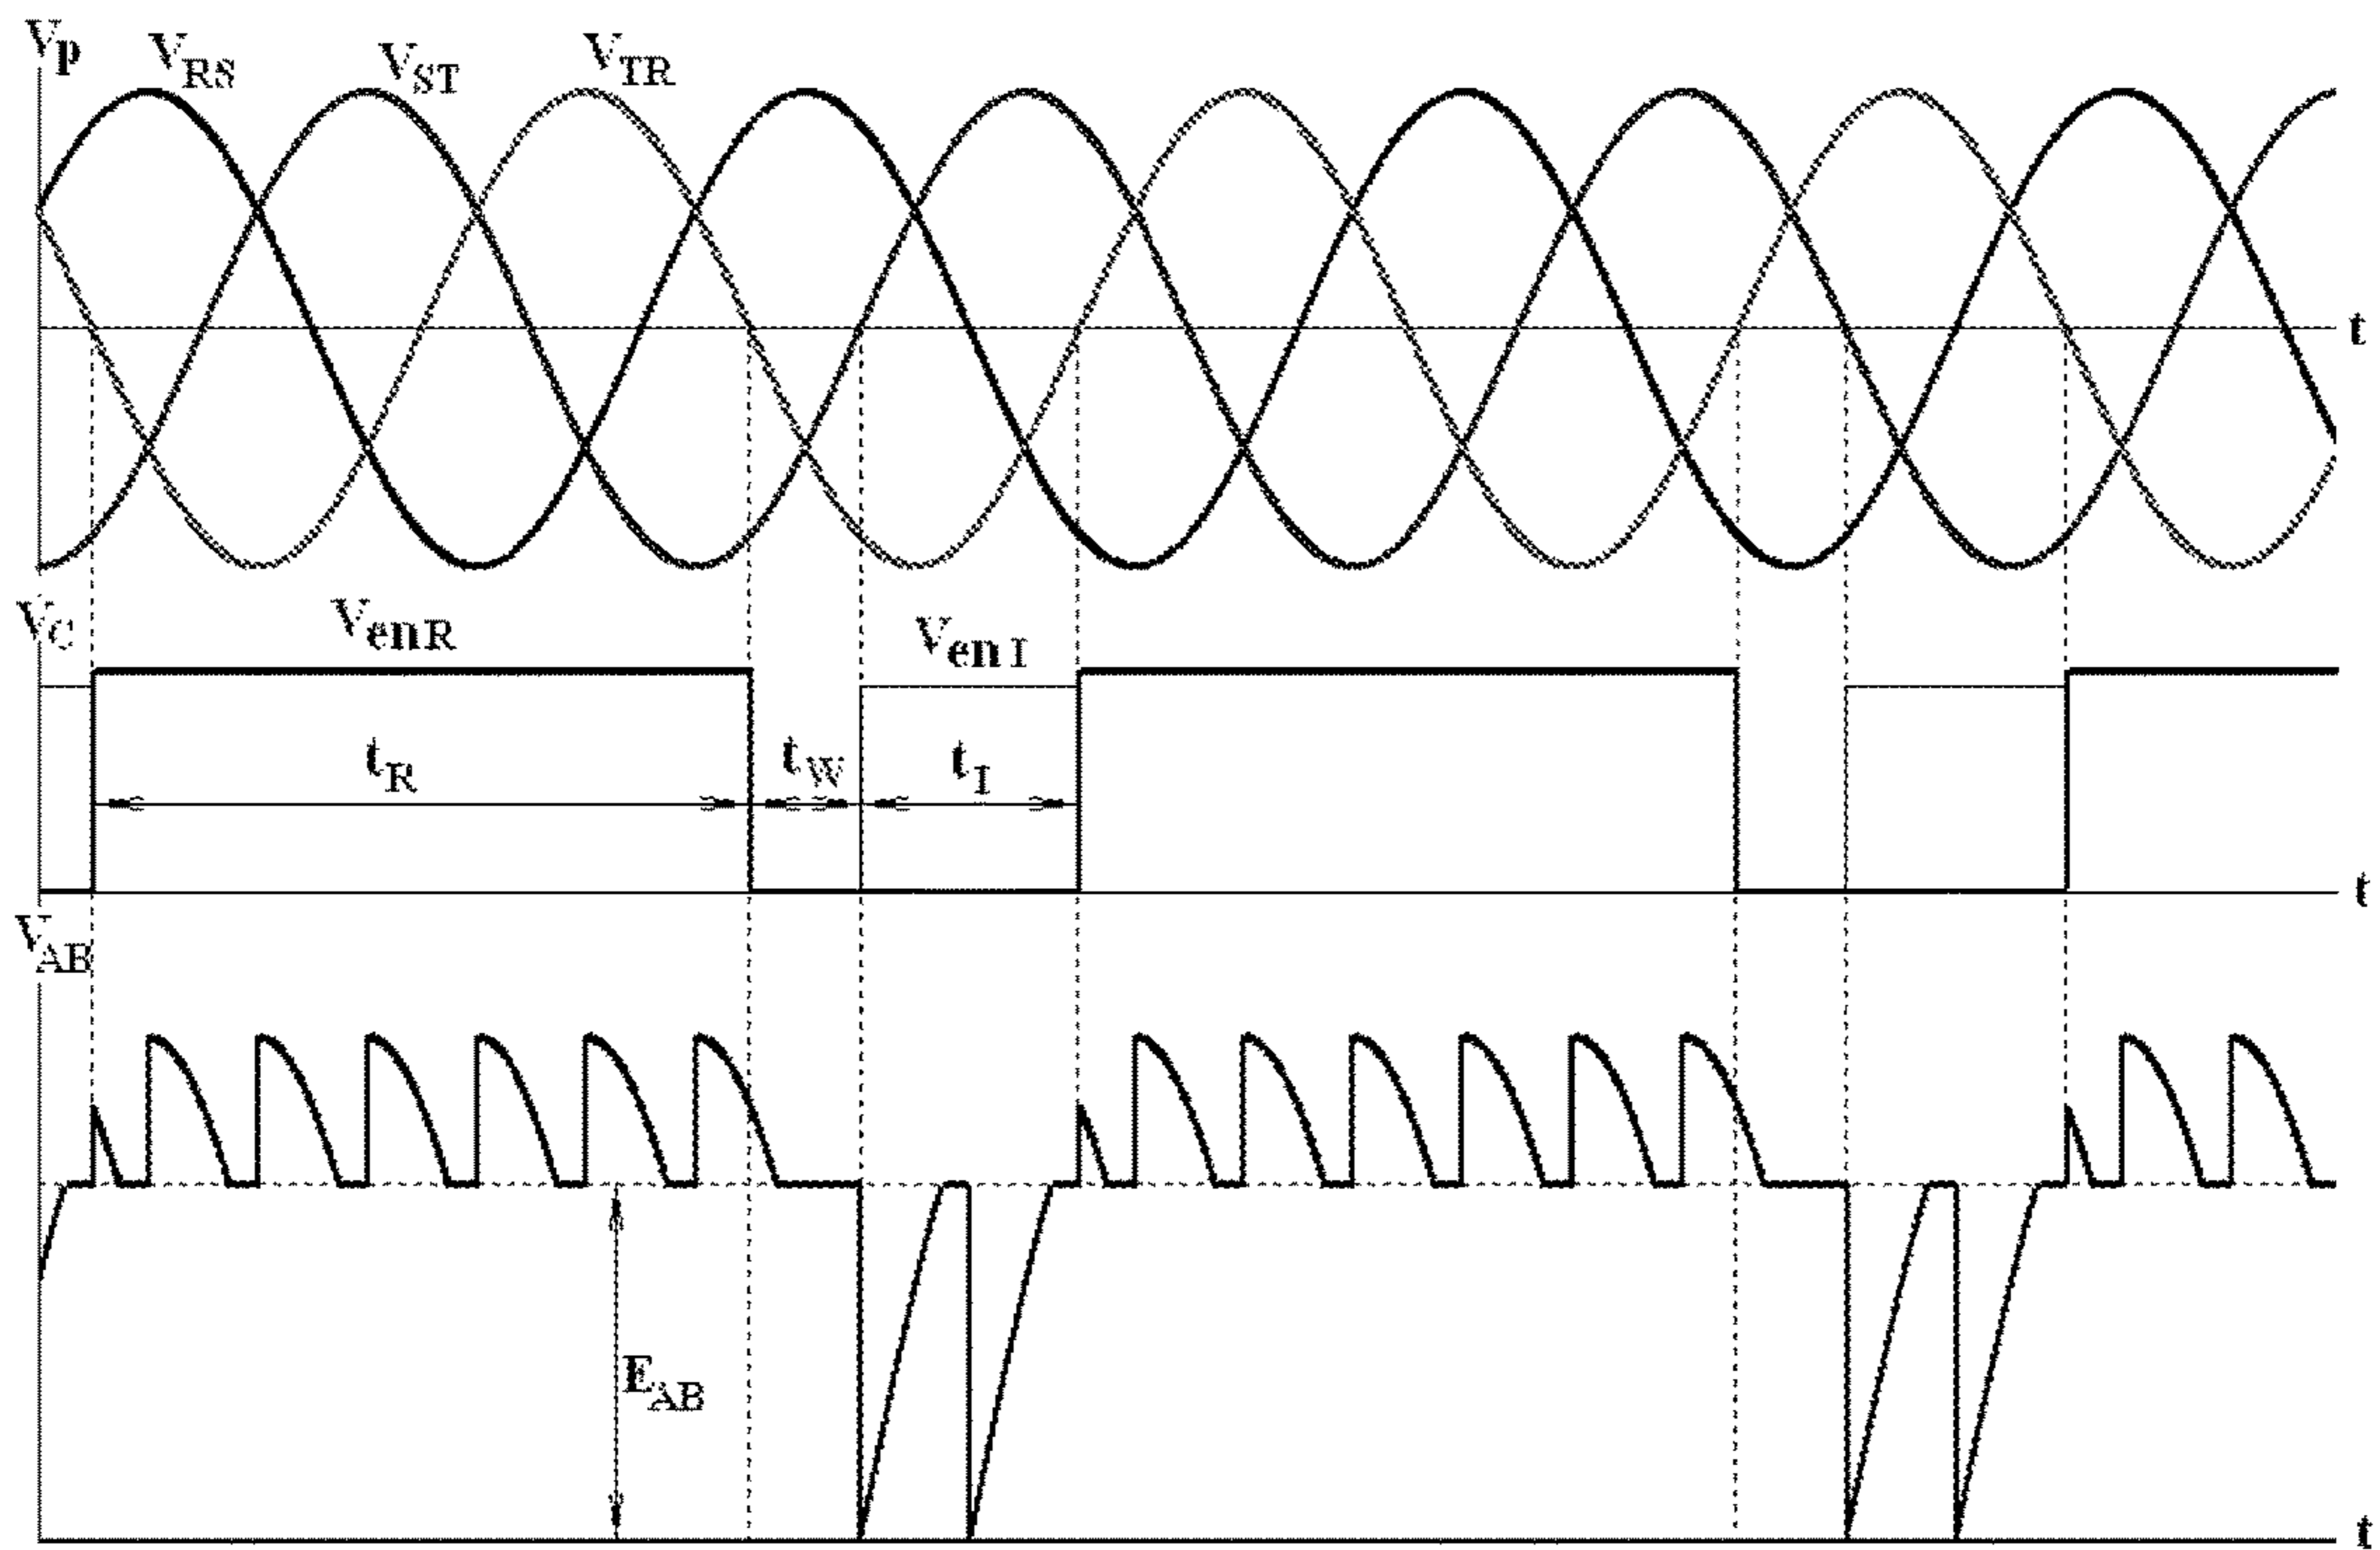 Vp VRS VST VTR
t
VC VenR VenI
tR tW tI
t
VAB
EAB
t